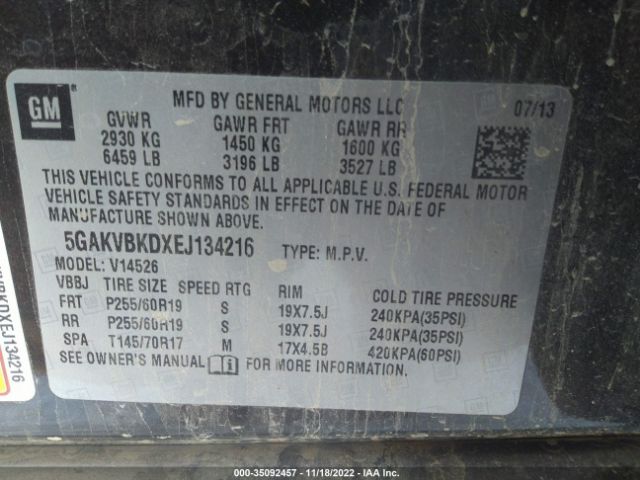 GM
MFD BY GENERAL MOTORS LLC 07/13
GVWR GAWR FRT GAWR RR
2930 KG 1450 KG 1600 KG
6459 LB 3196 LB 3527 LB
THIS VEHICLE CONFORMS TO ALL APPLICABLE U.S. FEDERAL MOTOR
VEHICLE SAFETY STANDARDS IN EFFECT ON THE DATE OF
MANUFACTURE SHOWN ABOVE.
5GAKVBKDXEJ134216 TYPE: M.P.V.
MODEL: V14526
VBBJ TIRE SIZE SPEED RTG RIM COLD TIRE PRESSURE
FRT P255/60R19 S 19X7.5J 240KPA(35PSI)
RR P255/60R19 S 19X7.5J 240KPA(35PSI)
SPA T145/70R17 M 17X4.5B 420KPA(60PSI)
SEE OWNER'S MANUAL FOR MORE INFORMATION.
000-35092457 - 11/18/2022 - IAA Inc.